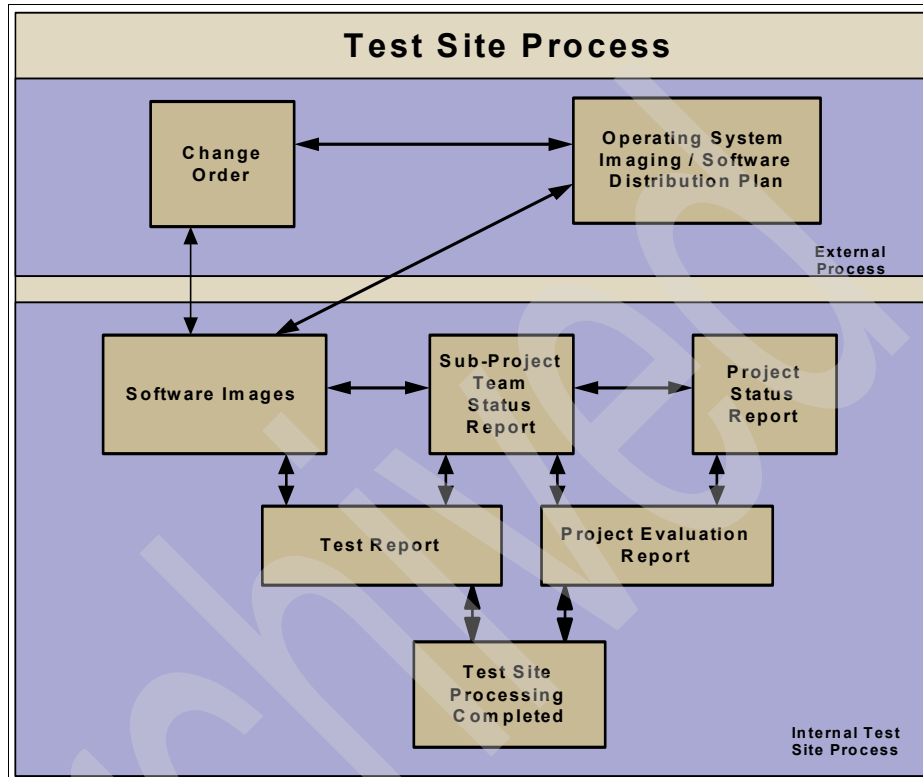 Test Site Process
Change
Order
Operating System
Imaging / Software
Distribution Plan
External
Process
Software Images
Sub-Project
Team
Status
Report
Project
Status
Report
Test Report
Project Evaluation
Report
Test Site
Processing
Completed
Internal Test
Site Process